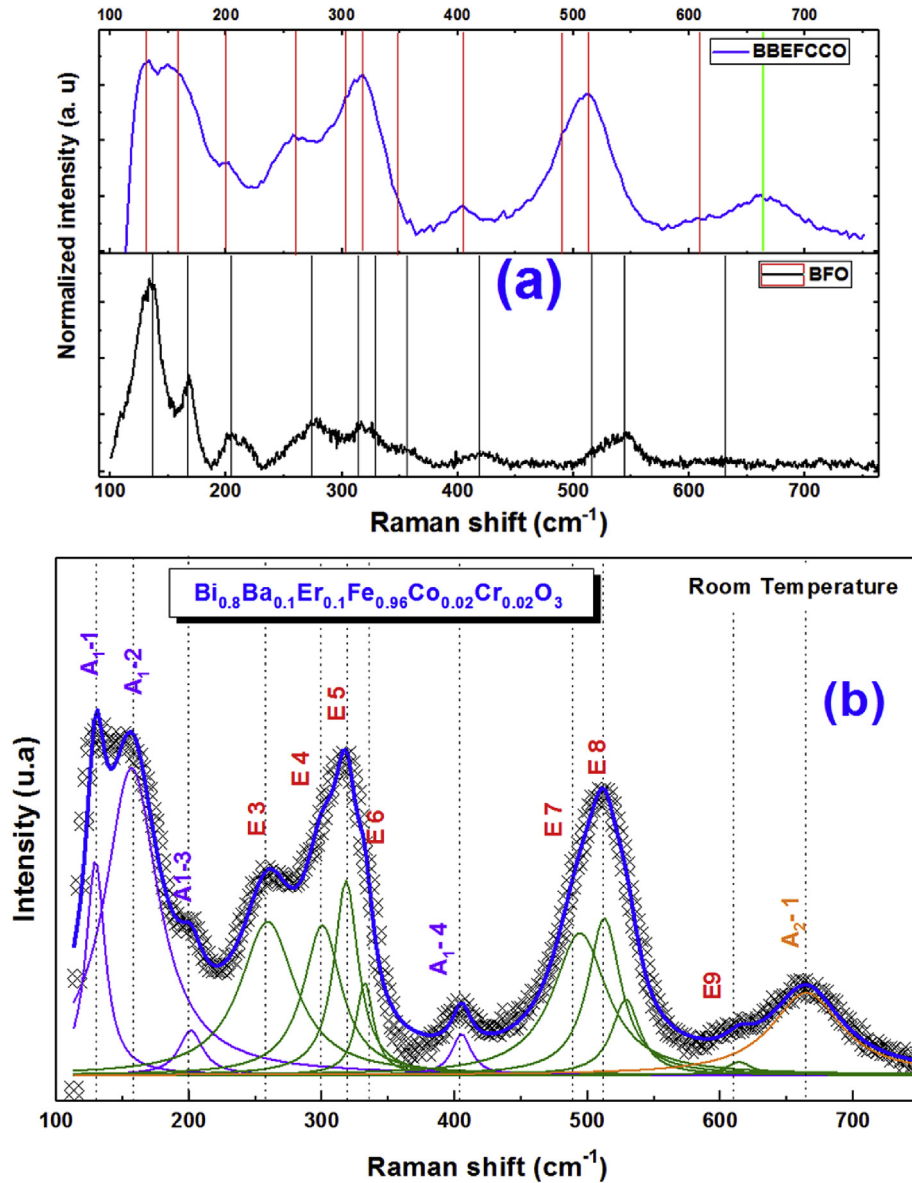 100 200 300 400 500 600 700
BBEFCCO
Normalized intensity (a. u)
(a)
BFO
100 200 300 400 500 600 700
Raman shift (cm-1)
Bi0.8Ba0.1Er0.1Fe0.96Co0.02Cr0.02O3
Room Temperature
(b)
A1-1
A1-2
A1-3
E 3
E 4
E 5
E 6
A1-4
E 7
E 8
E9
A2-1
Intensity (u.a)
100 200 300 400 500 600 700
Raman shift (cm-1)